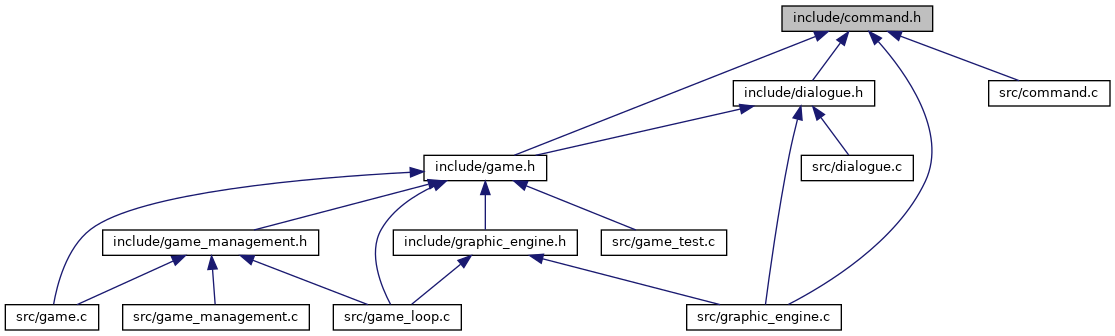 include/command.h
include/dialogue.h
src/command.c
include/game.h
src/dialogue.c
include/game_management.h
include/graphic_engine.h
src/game_test.c
src/game.c
src/game_management.c
src/game_loop.c
src/graphic_engine.c